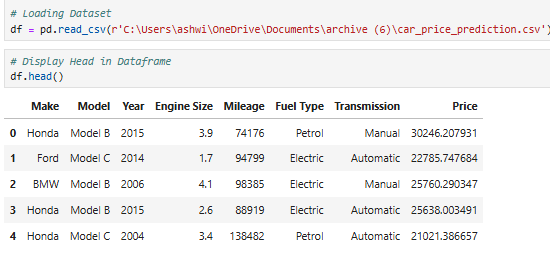 # Loading Dataset
df = pd.read_csv(r'C:\Users\ashwi\OneDrive\Documents\archive (6)\car_price_prediction.csv')
# Display Head in Dataframe
df.head()
Make Model Year Engine Size Mileage Fuel Type Transmission Price
0 Honda Model B 2015 3.9 74176 Petrol Manual 30246.207931
1 Ford Model C 2014 1.7 94799 Electric Automatic 22785.747684
2 BMW Model B 2006 4.1 98385 Electric Manual 25760.290347
3 Honda Model B 2015 2.6 88919 Electric Automatic 25638.003491
4 Honda Model C 2004 3.4 138482 Petrol Automatic 21021.386657